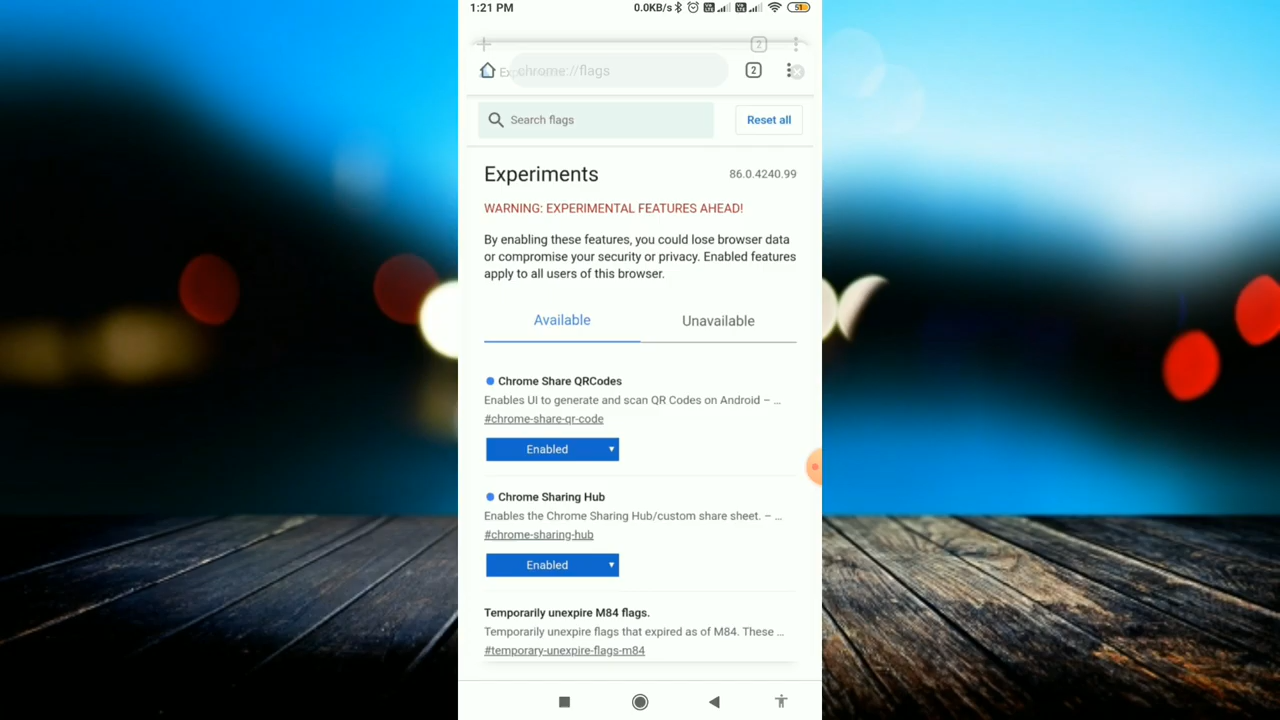 1:21 PM 0.0KB/s 51
2
chrome://flags 2
Search flags Reset all
Experiments 86.0.4240.99
WARNING: EXPERIMENTAL FEATURES AHEAD!
By enabling these features, you could lose browser data
or compromise your security or privacy. Enabled features
apply to all users of this browser.
Available Unavailable
Chrome Share QRCodes
Enables UI to generate and scan QR Codes on Android – ...
#chrome-share-qr-code
Enabled
Chrome Sharing Hub
Enables the Chrome Sharing Hub/custom share sheet. – ...
#chrome-sharing-hub
Enabled
Temporarily unexpire M84 flags.
Temporarily unexpire flags that expired as of M84. These ...
#temporary-unexpire-flags-m84